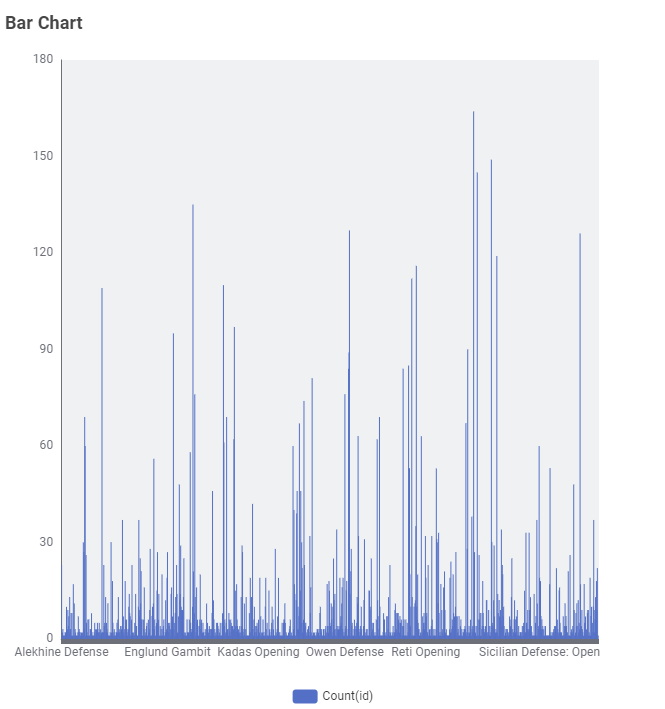 Bar Chart
180
150
120
90
60
30
0
Alekhine Defense Englund Gambit Kadas Opening Owen Defense Reti Opening Sicilian Defense: Open
Count(id)